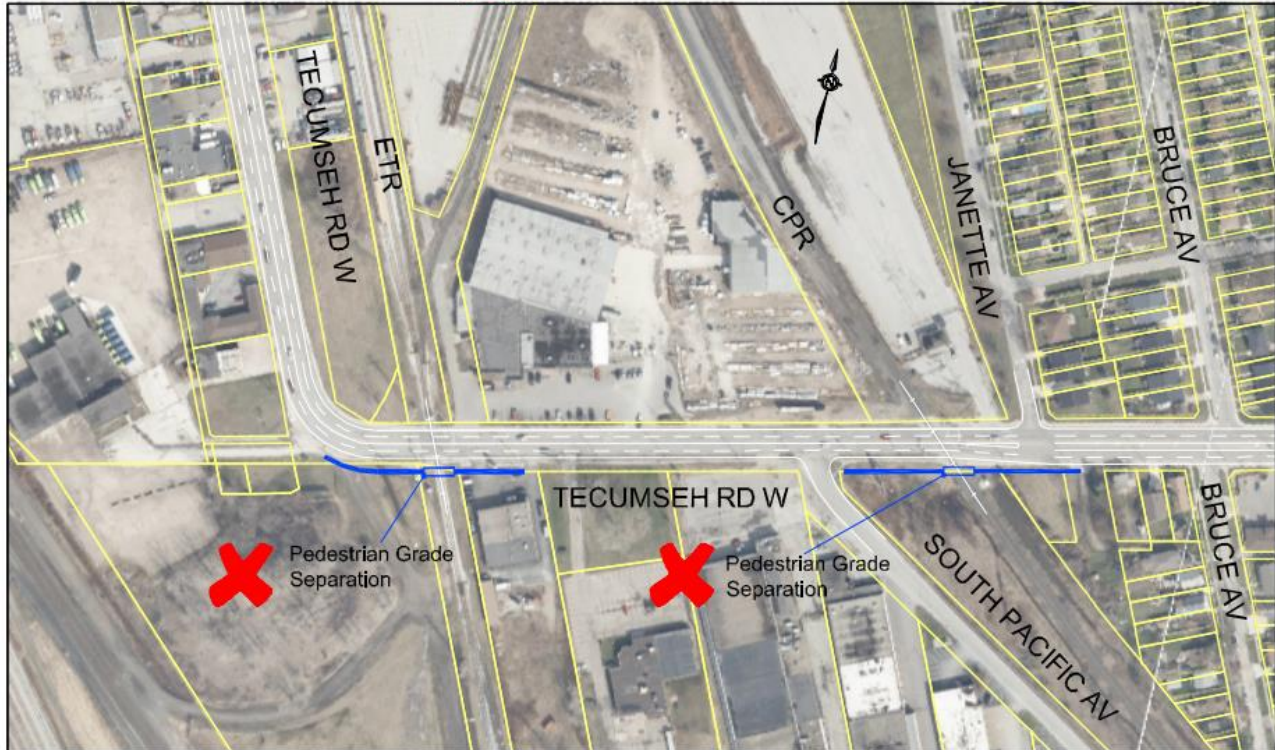 TECUMSEH RD W
ETR
CPR
JANETTE AV
BRUCE AV
TECUMSEH RD W
Pedestrian Grade
Separation
Pedestrian Grade
Separation
SOUTH PACIFIC AV
BRUCE AV